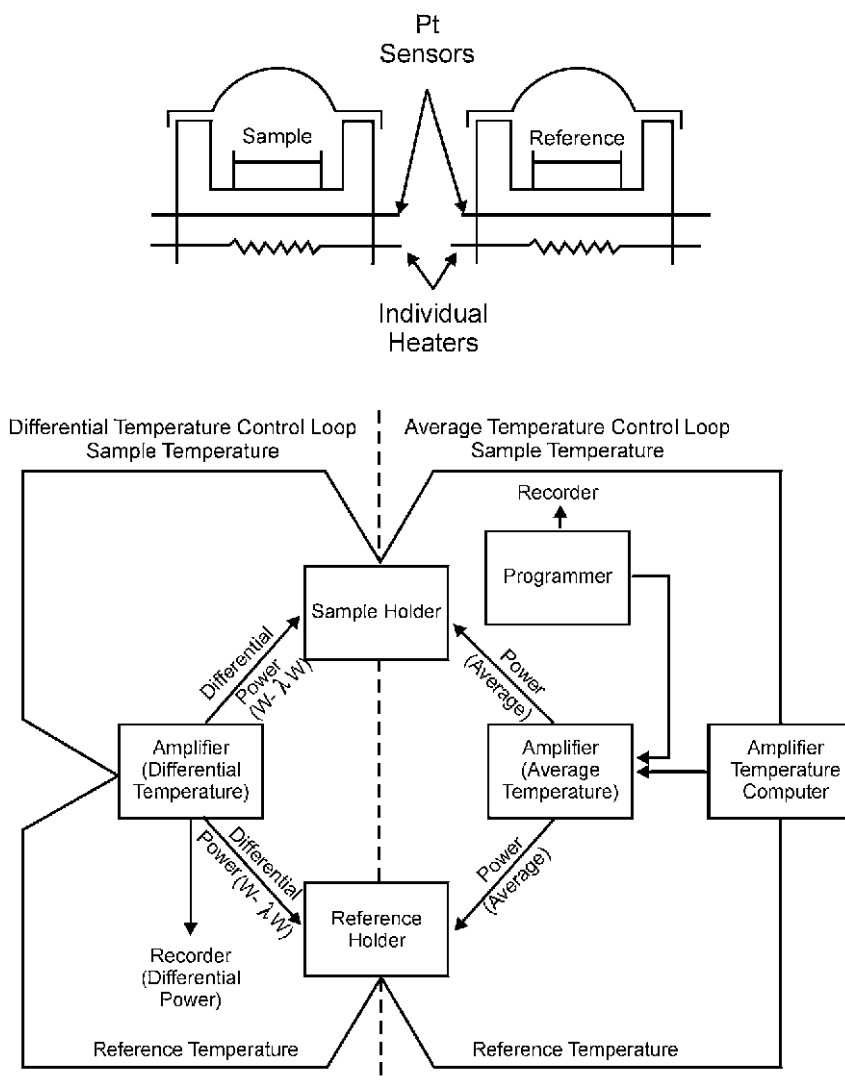 Pt
Sensors
Sample
Reference
Individual
Heaters
Differential Temperature Control Loop
Sample Temperature
Average Temperature Control Loop
Sample Temperature
Recorder
Programmer
Sample Holder
Differential
Power
(W- λ W)
Power
(Average)
Amplifier
(Differential
Temperature)
Amplifier
(Average
Temperature)
Amplifier
Temperature
Computer
Differential
Power(W- λ W)
Power
(Average)
Reference
Holder
Recorder
(Differential
Power)
Reference Temperature
Reference Temperature